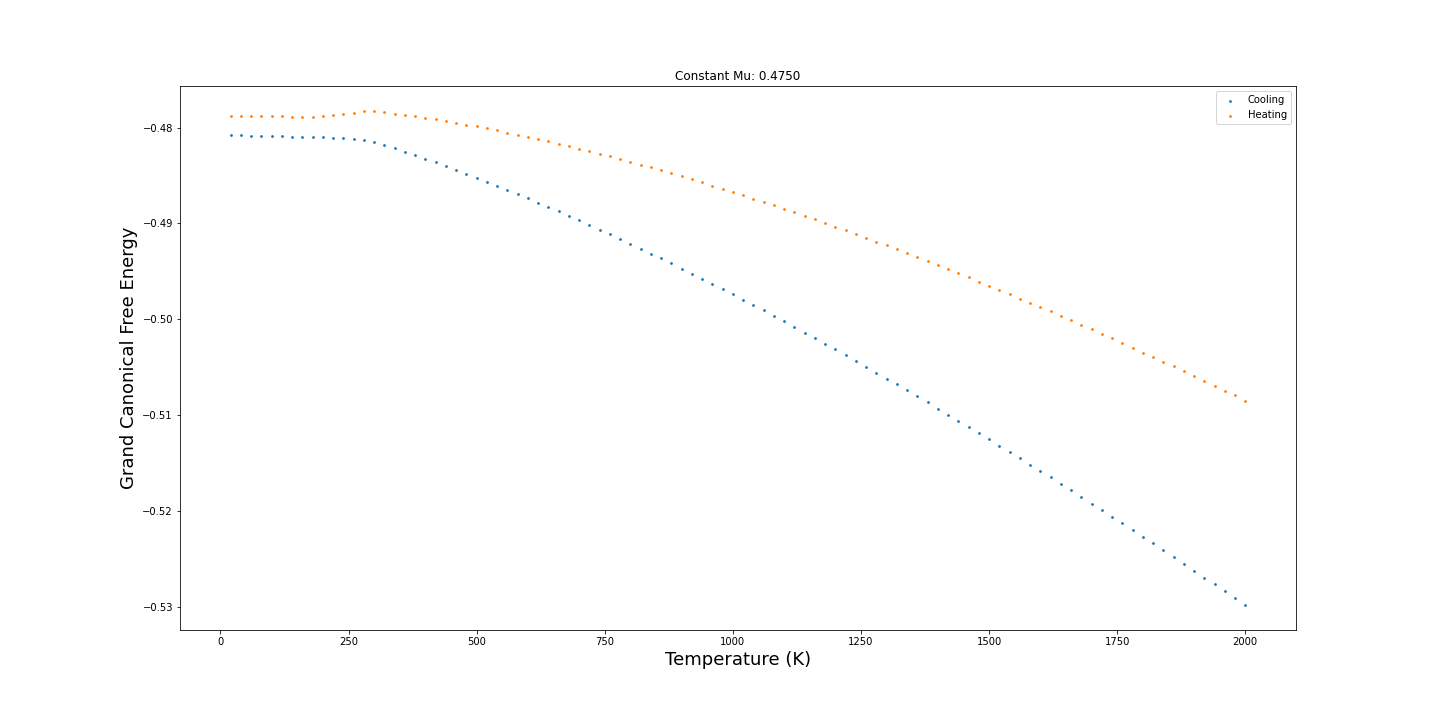 Constant Mu: 0.4750
Cooling
Heating
Grand Canonical Free Energy
−0.48
−0.49
−0.50
−0.51
−0.52
−0.53
0 250 500 750 1000 1250 1500 1750 2000
Temperature (K)